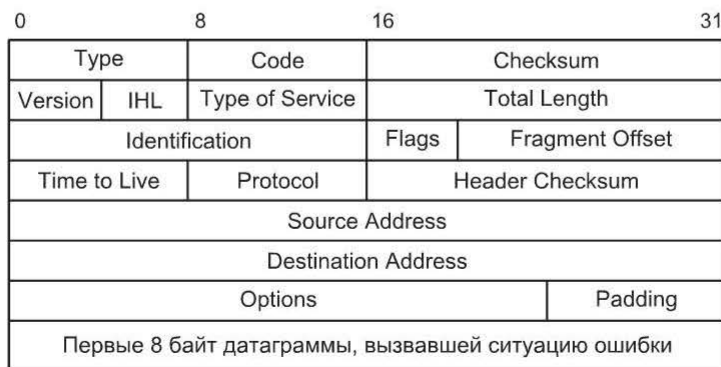 0 8 16 31
Type Code Checksum
Version IHL Type of Service Total Length
Identification Flags Fragment Offset
Time to Live Protocol Header Checksum
Source Address
Destination Address
Options Padding
Первые 8 байт датаграммы, вызвавшей ситуацию ошибки